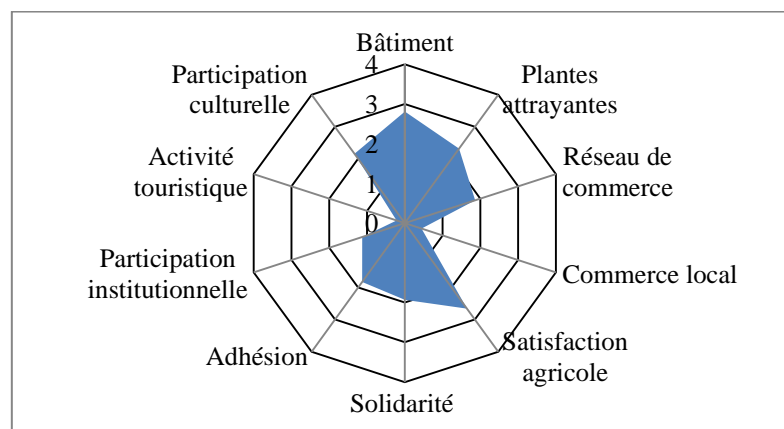 Bâtiment
Plantes
attrayantes
Réseau de
commerce
Commerce local
Satisfaction
agricole
Solidarité
Adhésion
Participation
institutionnelle
Activité
touristique
Participation
culturelle
4
3
2
1
0